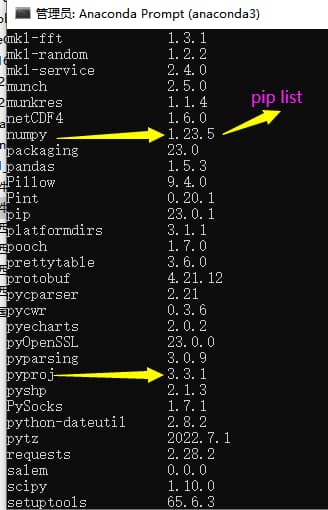 管理员: Anaconda Prompt (anaconda3)
mkl-fft 1.3.1
mkl-random 1.2.2
mkl-service 2.4.0
munch 2.5.0
munkres 1.1.4
netCDF4 1.6.0
numpy 1.23.5
pip list
packaging 23.0
pandas 1.5.3
Pillow 9.4.0
Pint 0.20.1
pip 23.0.1
platformdirs 3.1.1
pooch 1.7.0
prettytable 3.6.0
protobuf 4.21.12
pycparser 2.21
pycwr 0.3.6
pyecharts 2.0.2
pyOpenSSL 23.0.0
pyparsing 3.0.9
pyproj 3.3.1
pyshp 2.1.3
PySocks 1.7.1
python-dateutil 2.8.2
pytz 2022.7.1
requests 2.28.2
salem 0.0.0
scipy 1.10.0
setuptools 65.6.3